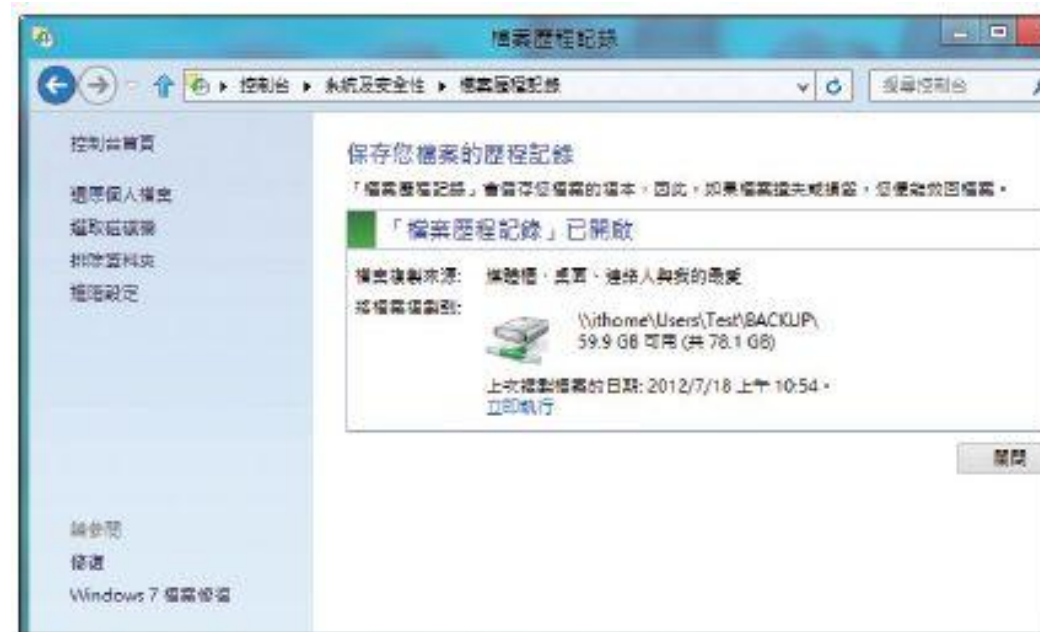 檔案歷程記錄
控制台 ▸ 系統及安全性 ▸ 檔案歷程記錄
搜尋控制台
控制台首頁
還原個人檔案
選取磁碟機
排除資料夾
進階設定
請參閱
修復
Windows 7 檔案修復
保存您檔案的歷程記錄
「檔案歷程記錄」會儲存您檔案的複本,因此,如果檔案遺失或損毀,您便能救回檔案。
「檔案歷程記錄」已開啟
檔案複製來源: 媒體櫃、桌面、連絡人與我的最愛
將檔案複製到:
\\ithome\Users\Test\BACKUP\
59.9 GB 可用 (共 78.1 GB)
上次複製檔案的日期: 2012/7/18 上午 10:54。
立即執行
關閉